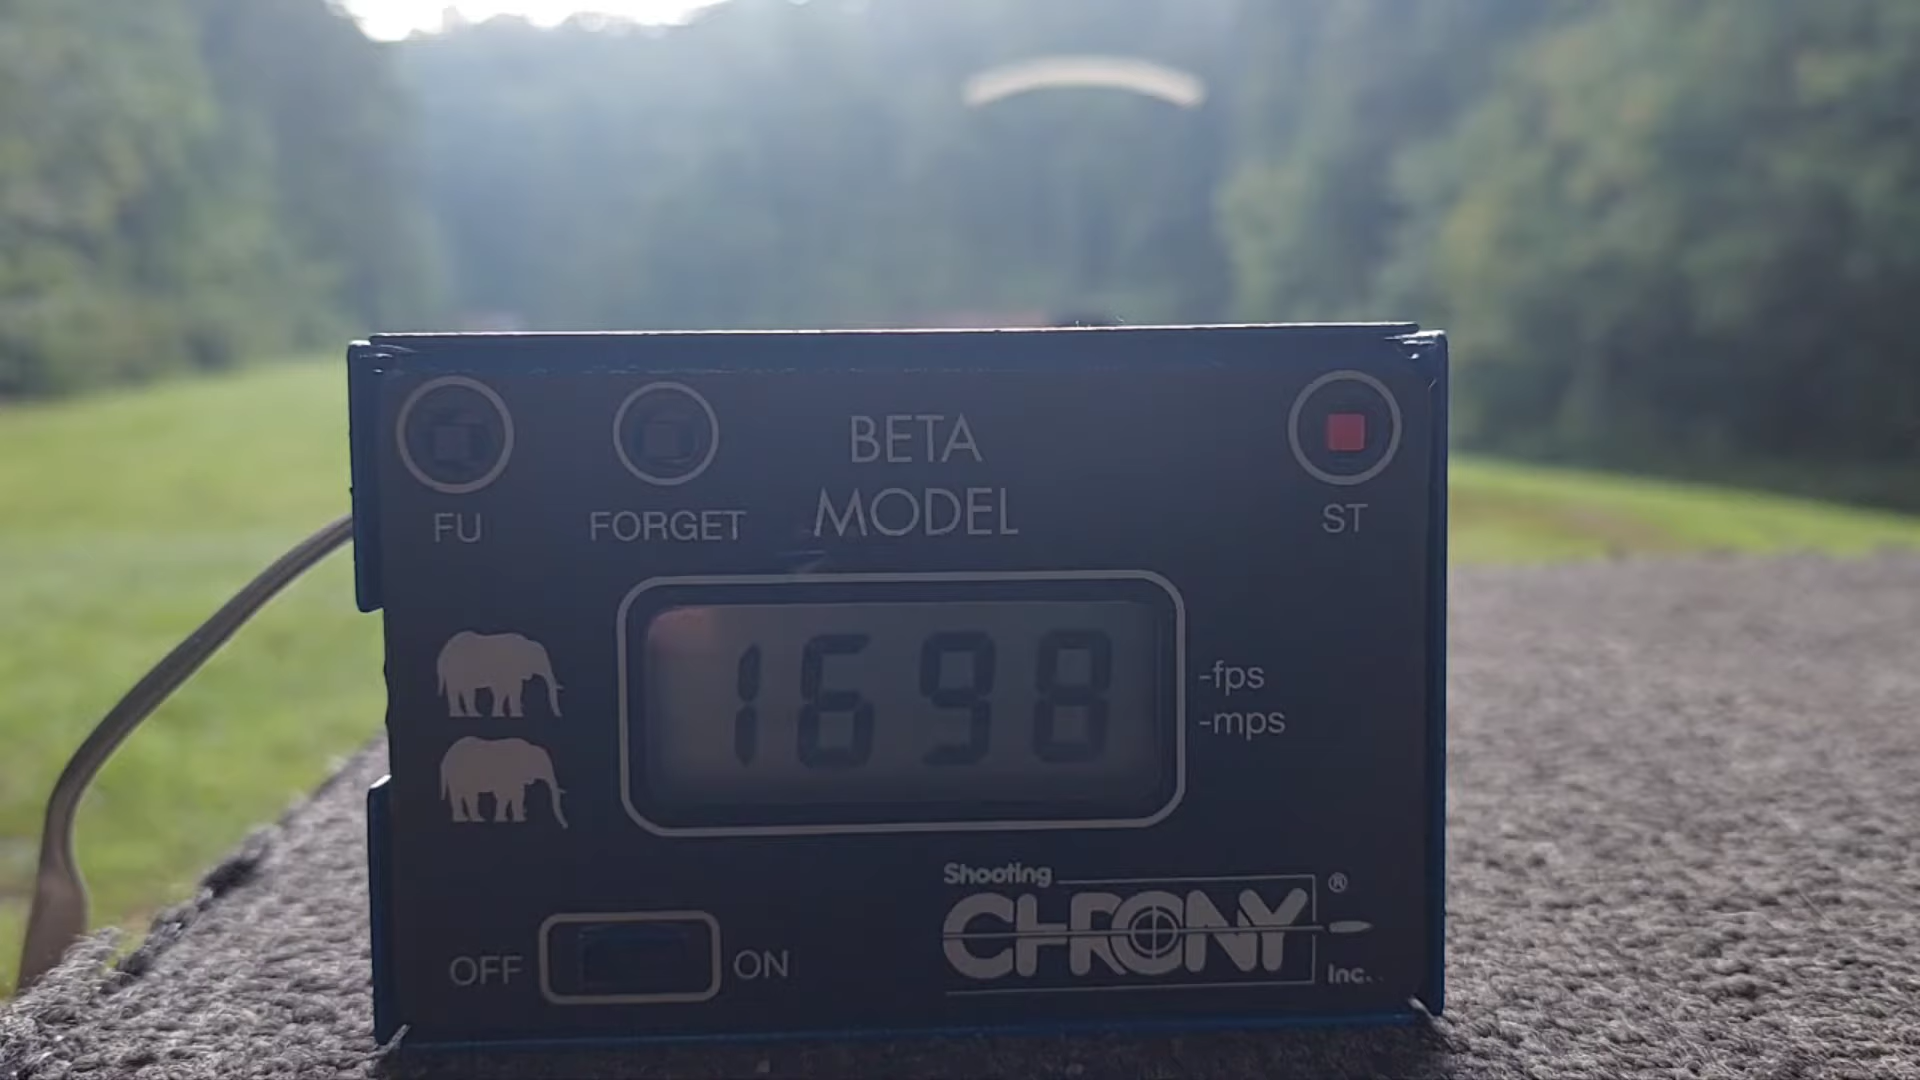 FU
FORGET
BETA
MODEL
ST
1698
-fps
-mps
Shooting
CHRONY®
Inc.
OFF
ON